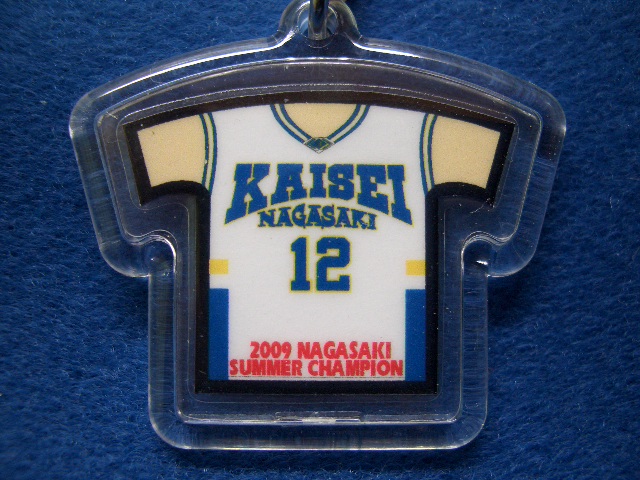 KAISEI
NAGASAKI
12
2009 NAGASAKI
SUMMER CHAMPION